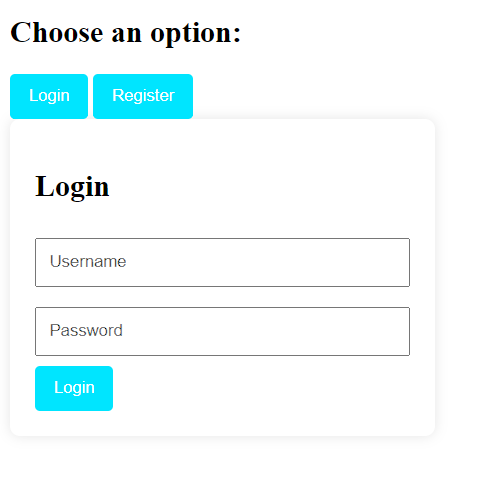 Choose an option:
Login Register
Login
Username
Password
Login